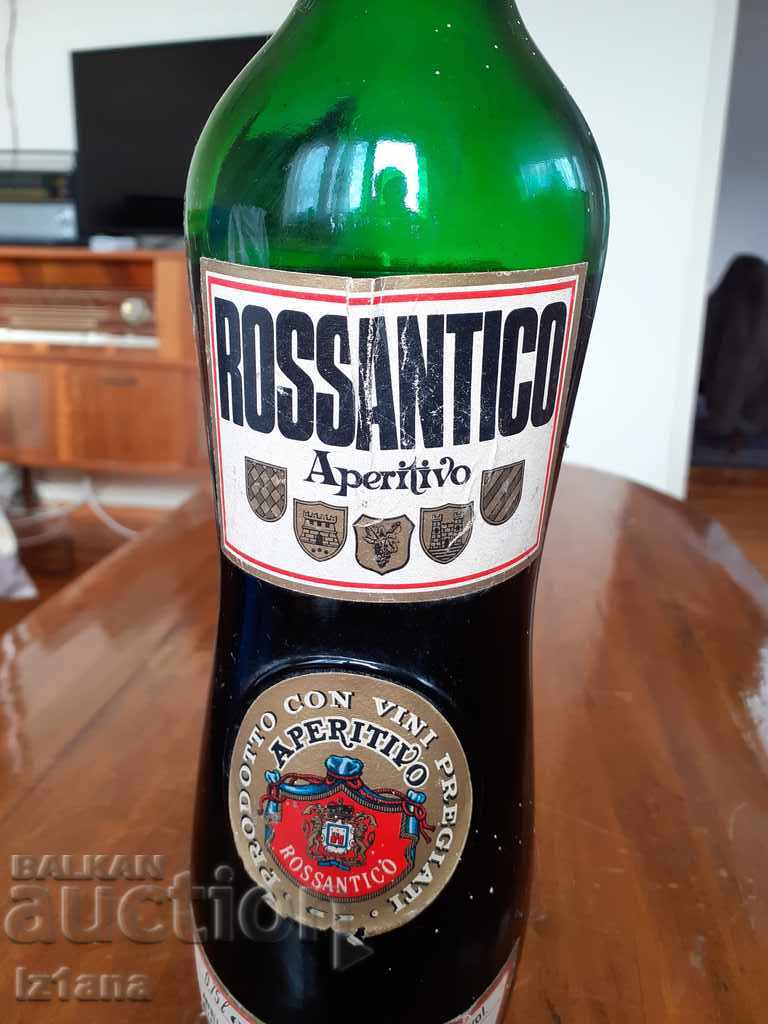 ROSSANTICO
Aperitivo
PRODOTTO CON VINI PREGIATI
APERITIVO
ROSSANTICO
BALKAN
auction
Iz1ana